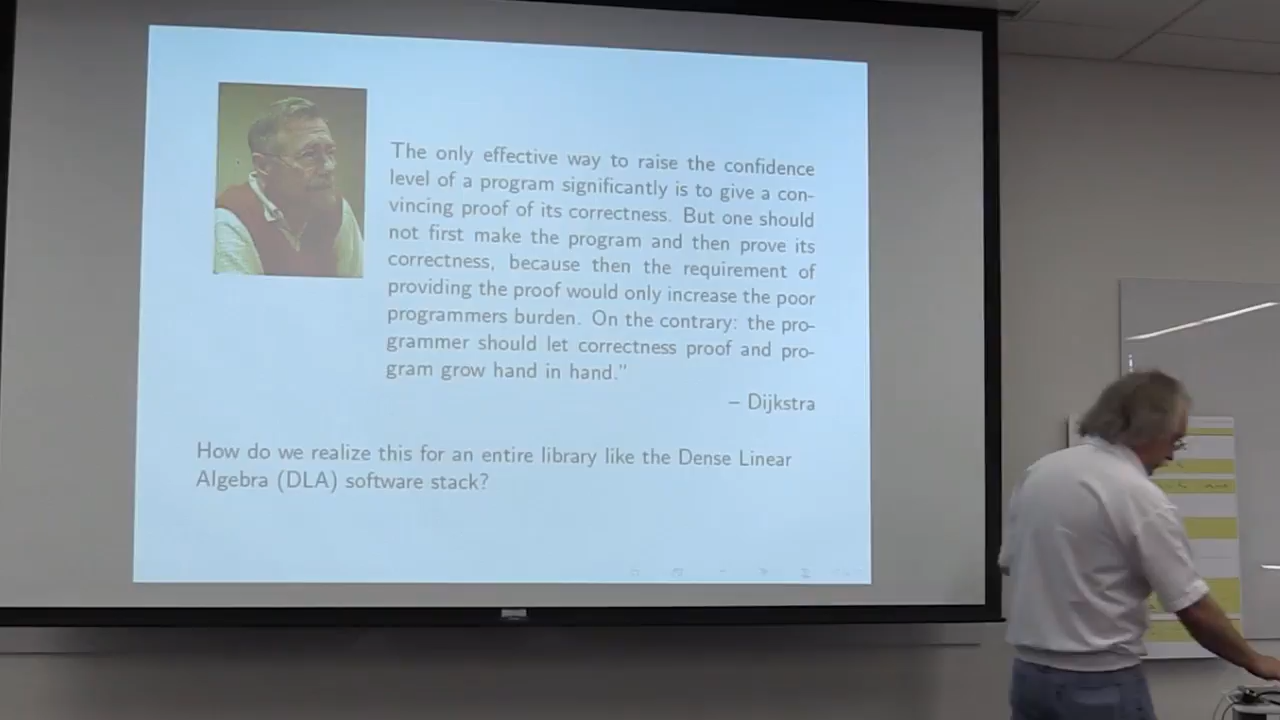 The only effective way to raise the confidence
level of a program significantly is to give a con-
vincing proof of its correctness. But one should
not first make the program and then prove its
correctness, because then the requirement of
providing the proof would only increase the poor
programmers burden. On the contrary: the pro-
grammer should let correctness proof and pro-
gram grow hand in hand."
– Dijkstra
How do we realize this for an entire library like the Dense Linear
Algebra (DLA) software stack?